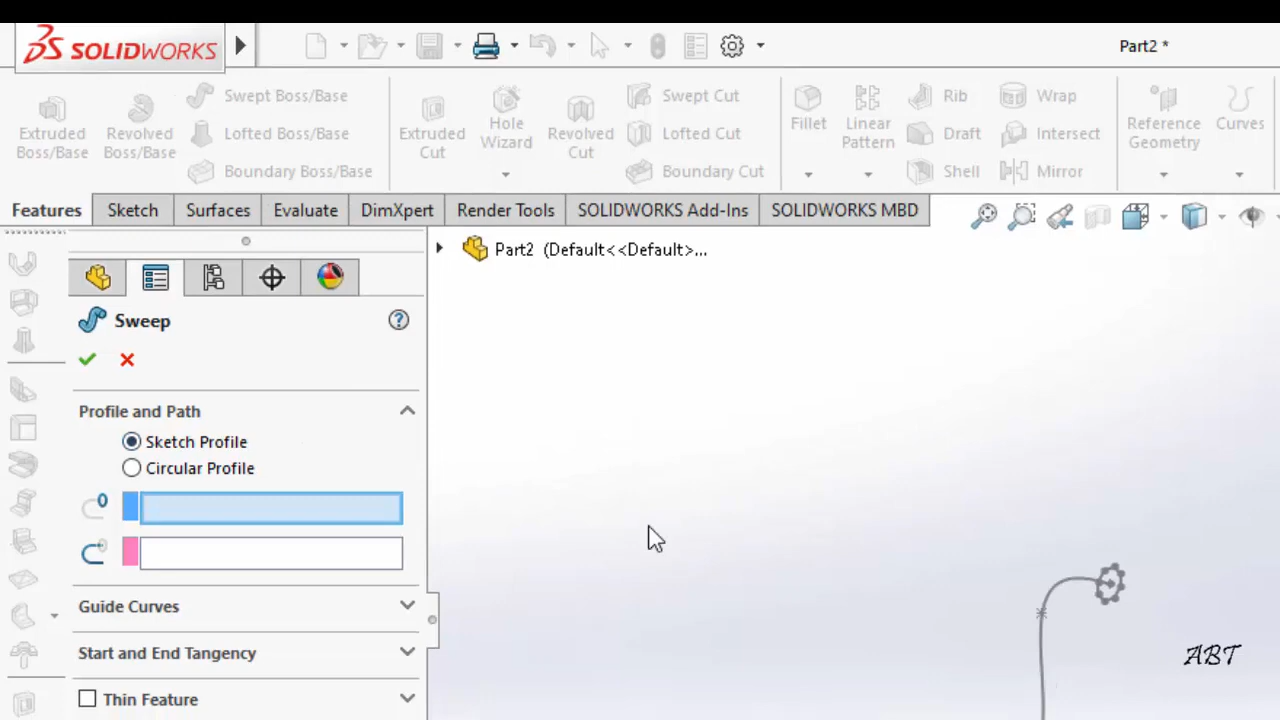 SOLIDWORKS
Part2 *
Extruded Boss/Base
Revolved Boss/Base
Swept Boss/Base
Lofted Boss/Base
Boundary Boss/Base
Extruded Cut
Hole Wizard
Revolved Cut
Swept Cut
Lofted Cut
Boundary Cut
Fillet
Linear Pattern
Rib
Draft
Shell
Wrap
Intersect
Mirror
Reference Geometry
Curves
Features
Sketch
Surfaces
Evaluate
DimXpert
Render Tools
SOLIDWORKS Add-Ins
SOLIDWORKS MBD
Part2 (Default<<Default>...
Sweep
Profile and Path
Sketch Profile
Circular Profile
Guide Curves
Start and End Tangency
Thin Feature
ABT